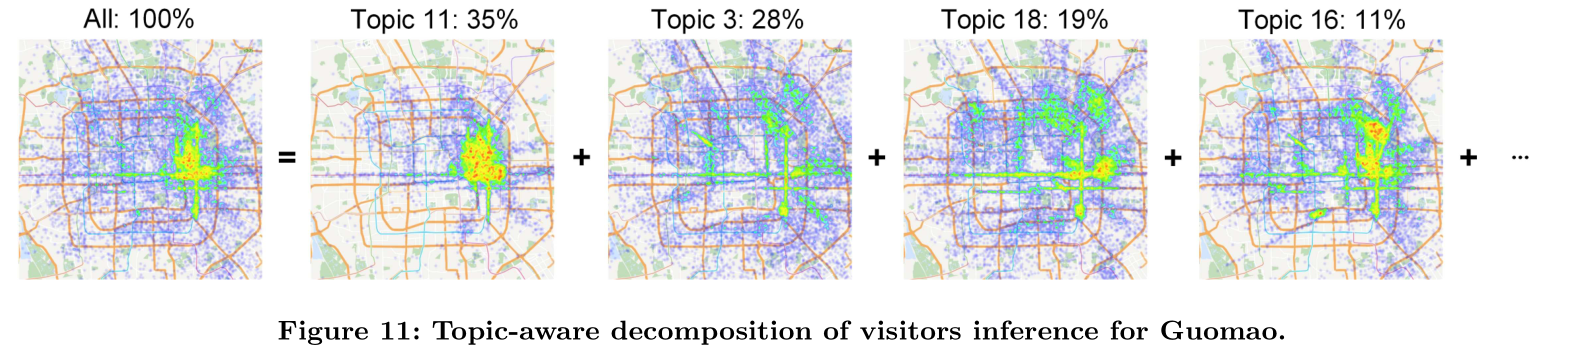 All: 100% Topic 11: 35% Topic 3: 28% Topic 18: 19% Topic 16: 11%
= + + + + ...
Figure 11: Topic-aware decomposition of visitors inference for Guomao.